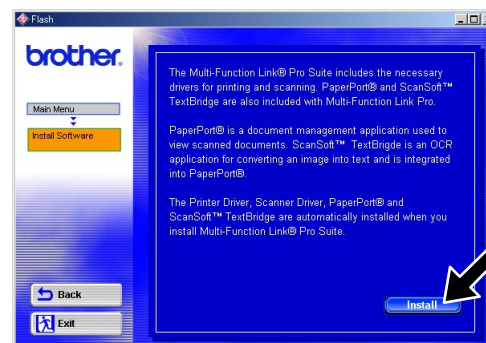 Flash
brother.
Main Menu
Install Software
The Multi-Function Link® Pro Suite includes the necessary
drivers for printing and scanning. PaperPort® and ScanSoft™
TextBridge are also included with Multi-Function Link Pro.
PaperPort® is a document management application used to
view scanned documents. ScanSoft™ TextBrigde is an OCR
application for converting an image into text and is integrated
into PaperPort®.
The Printer Driver, Scanner Driver, PaperPort® and
ScanSoft™ TextBridge are automatically installed when you
install Multi-Function Link® Pro Suite.
Back
Install
Exit